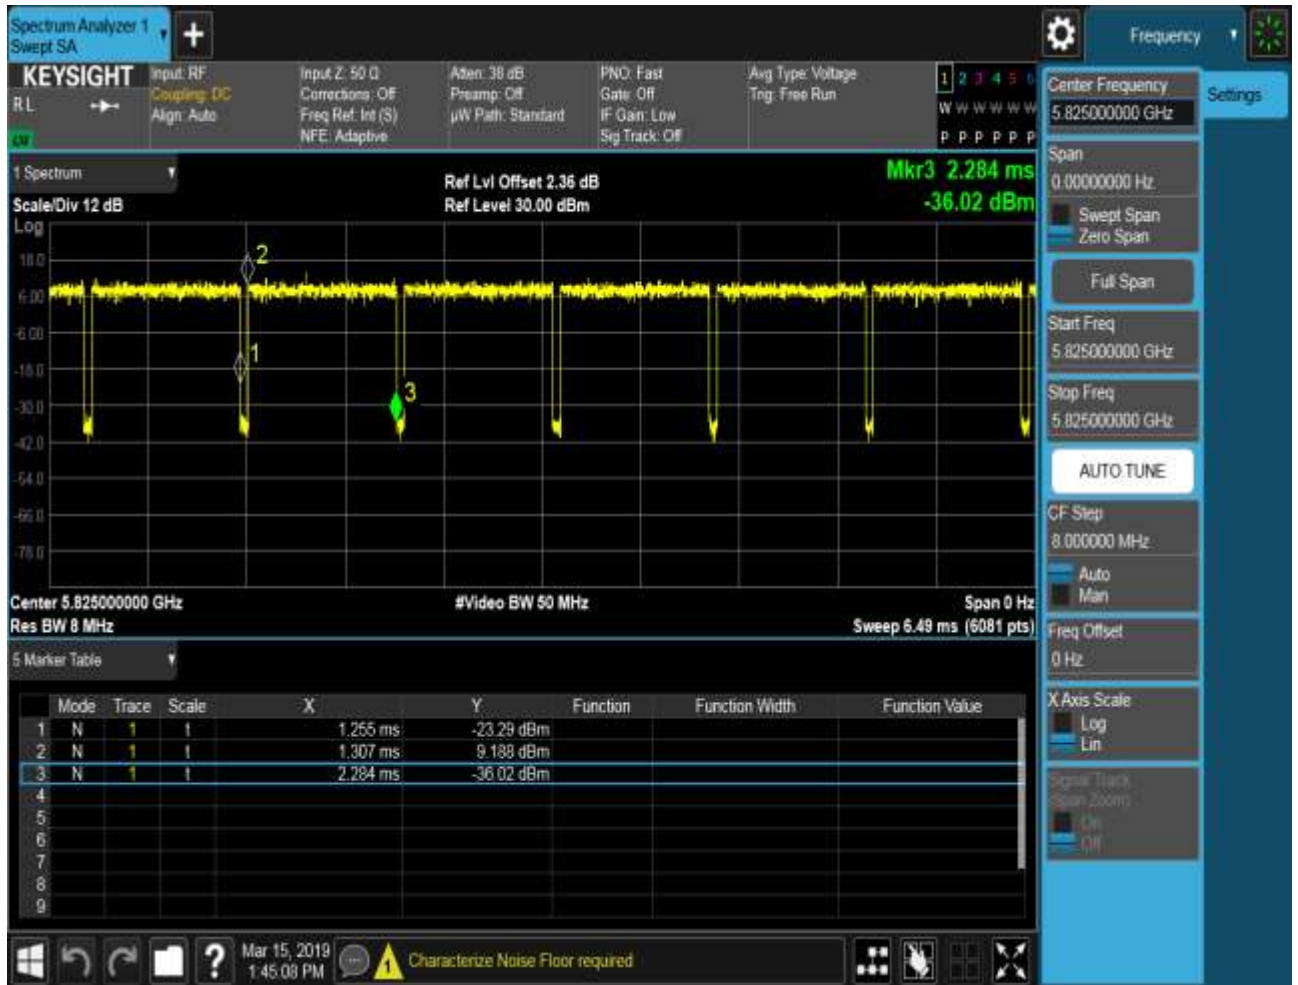 Spectrum Analyzer 1
Swept SA
+
Frequency
KEYSIGHT
RL
Input: RF
Coupling: DC
Align: Auto
Input Z: 50 Ω
Corrections: Off
Freq Ref: Int (S)
NFE: Adaptive
Atten: 38 dB
Preamp: Off
µW Path: Standard
PNO: Fast
Gate: Off
IF Gain: Low
Sig Track: Off
Avg Type: Voltage
Trig: Free Run
1 2 3 4 5 6
W W W W W W
P P P P P P
1 Spectrum
Scale/Div 12 dB
Ref Lvl Offset 2.36 dB
Ref Level 30.00 dBm
Mkr3 2.284 ms
-36.02 dBm
Log
18.0
6.00
-6.00
-18.0
-30.0
-42.0
-54.0
-66.0
-78.0
2
1
3
Center 5.825000000 GHz
Res BW 8 MHz
#Video BW 50 MHz
Span 0 Hz
Sweep 6.49 ms (6081 pts)
5 Marker Table
Mode Trace Scale X Y Function Function Width Function Value
1 N 1 t 1.255 ms -23.29 dBm
2 N 1 t 1.307 ms 9.188 dBm
3 N 1 t 2.284 ms -36.02 dBm
4
5
6
7
8
9
Mar 15, 2019
1:45:08 PM
1
Characterize Noise Floor required
Center Frequency
5.825000000 GHz
Settings
Span
0.00000000 Hz
Swept Span
Zero Span
Full Span
Start Freq
5.825000000 GHz
Stop Freq
5.825000000 GHz
AUTO TUNE
CF Step
8.000000 MHz
Auto
Man
Freq Offset
0 Hz
X Axis Scale
Log
Lin
Signal Track
(Span Zoom)
On
Off